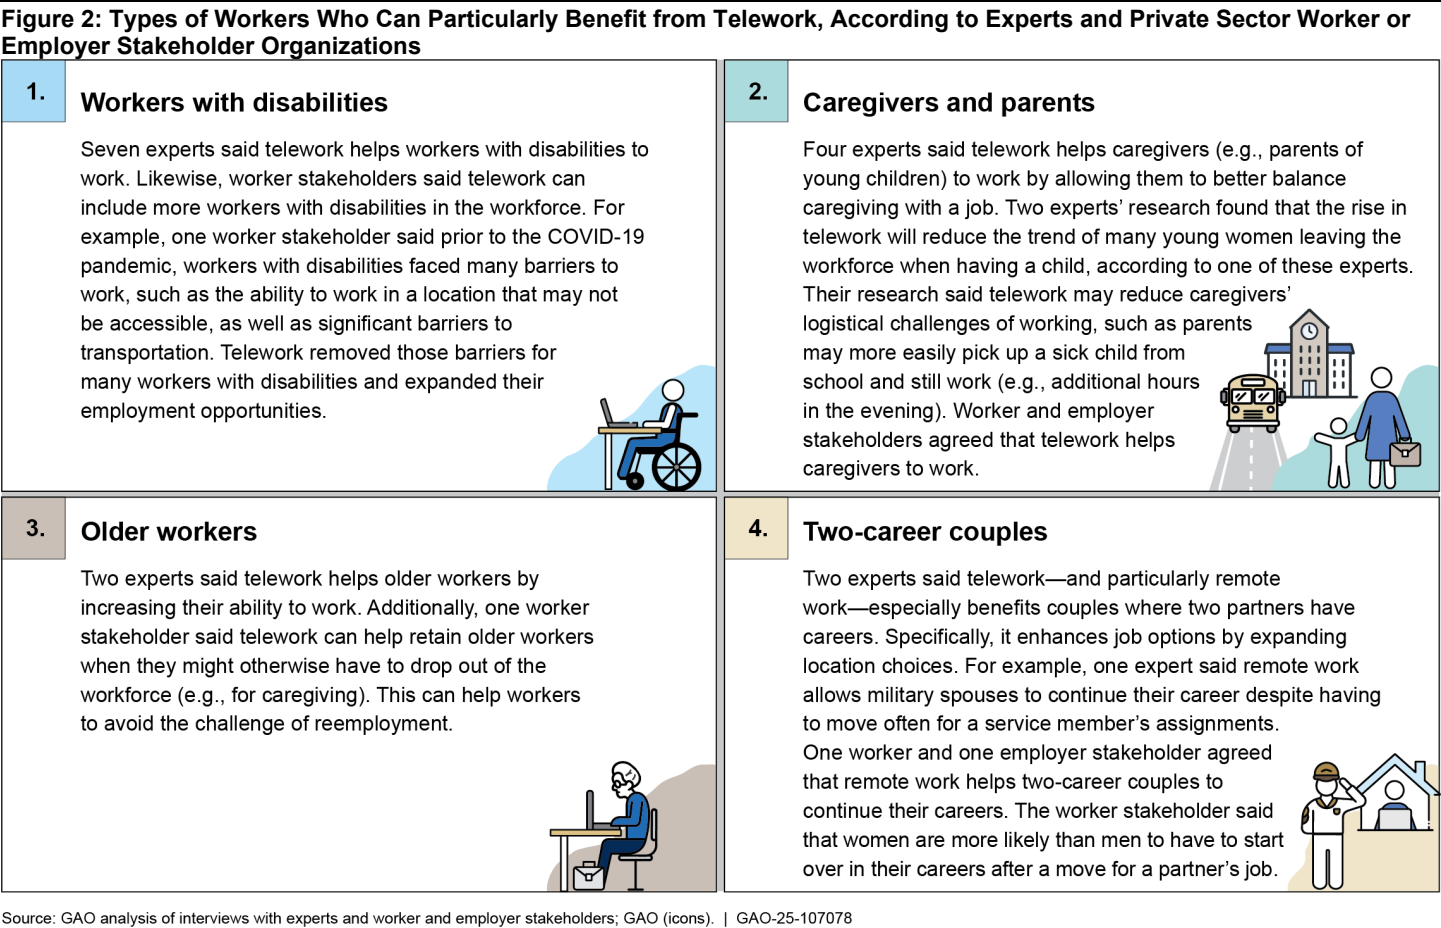 Figure 2: Types of Workers Who Can Particularly Benefit from Telework, According to Experts and Private Sector Worker or
Employer Stakeholder Organizations
1.
Workers with disabilities
Seven experts said telework helps workers with disabilities to
work. Likewise, worker stakeholders said telework can
include more workers with disabilities in the workforce. For
example, one worker stakeholder said prior to the COVID-19
pandemic, workers with disabilities faced many barriers to
work, such as the ability to work in a location that may not
be accessible, as well as significant barriers to
transportation. Telework removed those barriers for
many workers with disabilities and expanded their
employment opportunities.
2.
Caregivers and parents
Four experts said telework helps caregivers (e.g., parents of
young children) to work by allowing them to better balance
caregiving with a job. Two experts’ research found that the rise in
telework will reduce the trend of many young women leaving the
workforce when having a child, according to one of these experts.
Their research said telework may reduce caregivers’
logistical challenges of working, such as parents
may more easily pick up a sick child from
school and still work (e.g., additional hours
in the evening). Worker and employer
stakeholders agreed that telework helps
caregivers to work.
3.
Older workers
Two experts said telework helps older workers by
increasing their ability to work. Additionally, one worker
stakeholder said telework can help retain older workers
when they might otherwise have to drop out of the
workforce (e.g., for caregiving). This can help workers
to avoid the challenge of reemployment.
4.
Two-career couples
Two experts said telework—and particularly remote
work—especially benefits couples where two partners have
careers. Specifically, it enhances job options by expanding
location choices. For example, one expert said remote work
allows military spouses to continue their career despite having
to move often for a service member’s assignments.
One worker and one employer stakeholder agreed
that remote work helps two-career couples to
continue their careers. The worker stakeholder said
that women are more likely than men to have to start
over in their careers after a move for a partner’s job.
Source: GAO analysis of interviews with experts and worker and employer stakeholders; GAO (icons). | GAO-25-107078